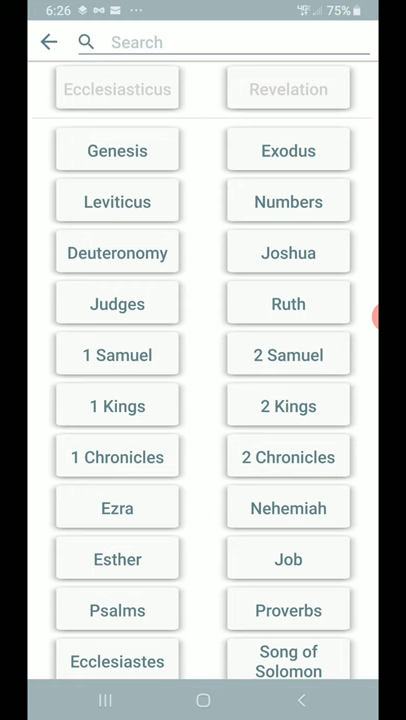 6:26 75%
Search
Ecclesiasticus Revelation
Genesis Exodus
Leviticus Numbers
Deuteronomy Joshua
Judges Ruth
1 Samuel 2 Samuel
1 Kings 2 Kings
1 Chronicles 2 Chronicles
Ezra Nehemiah
Esther Job
Psalms Proverbs
Ecclesiastes Song of
Solomon